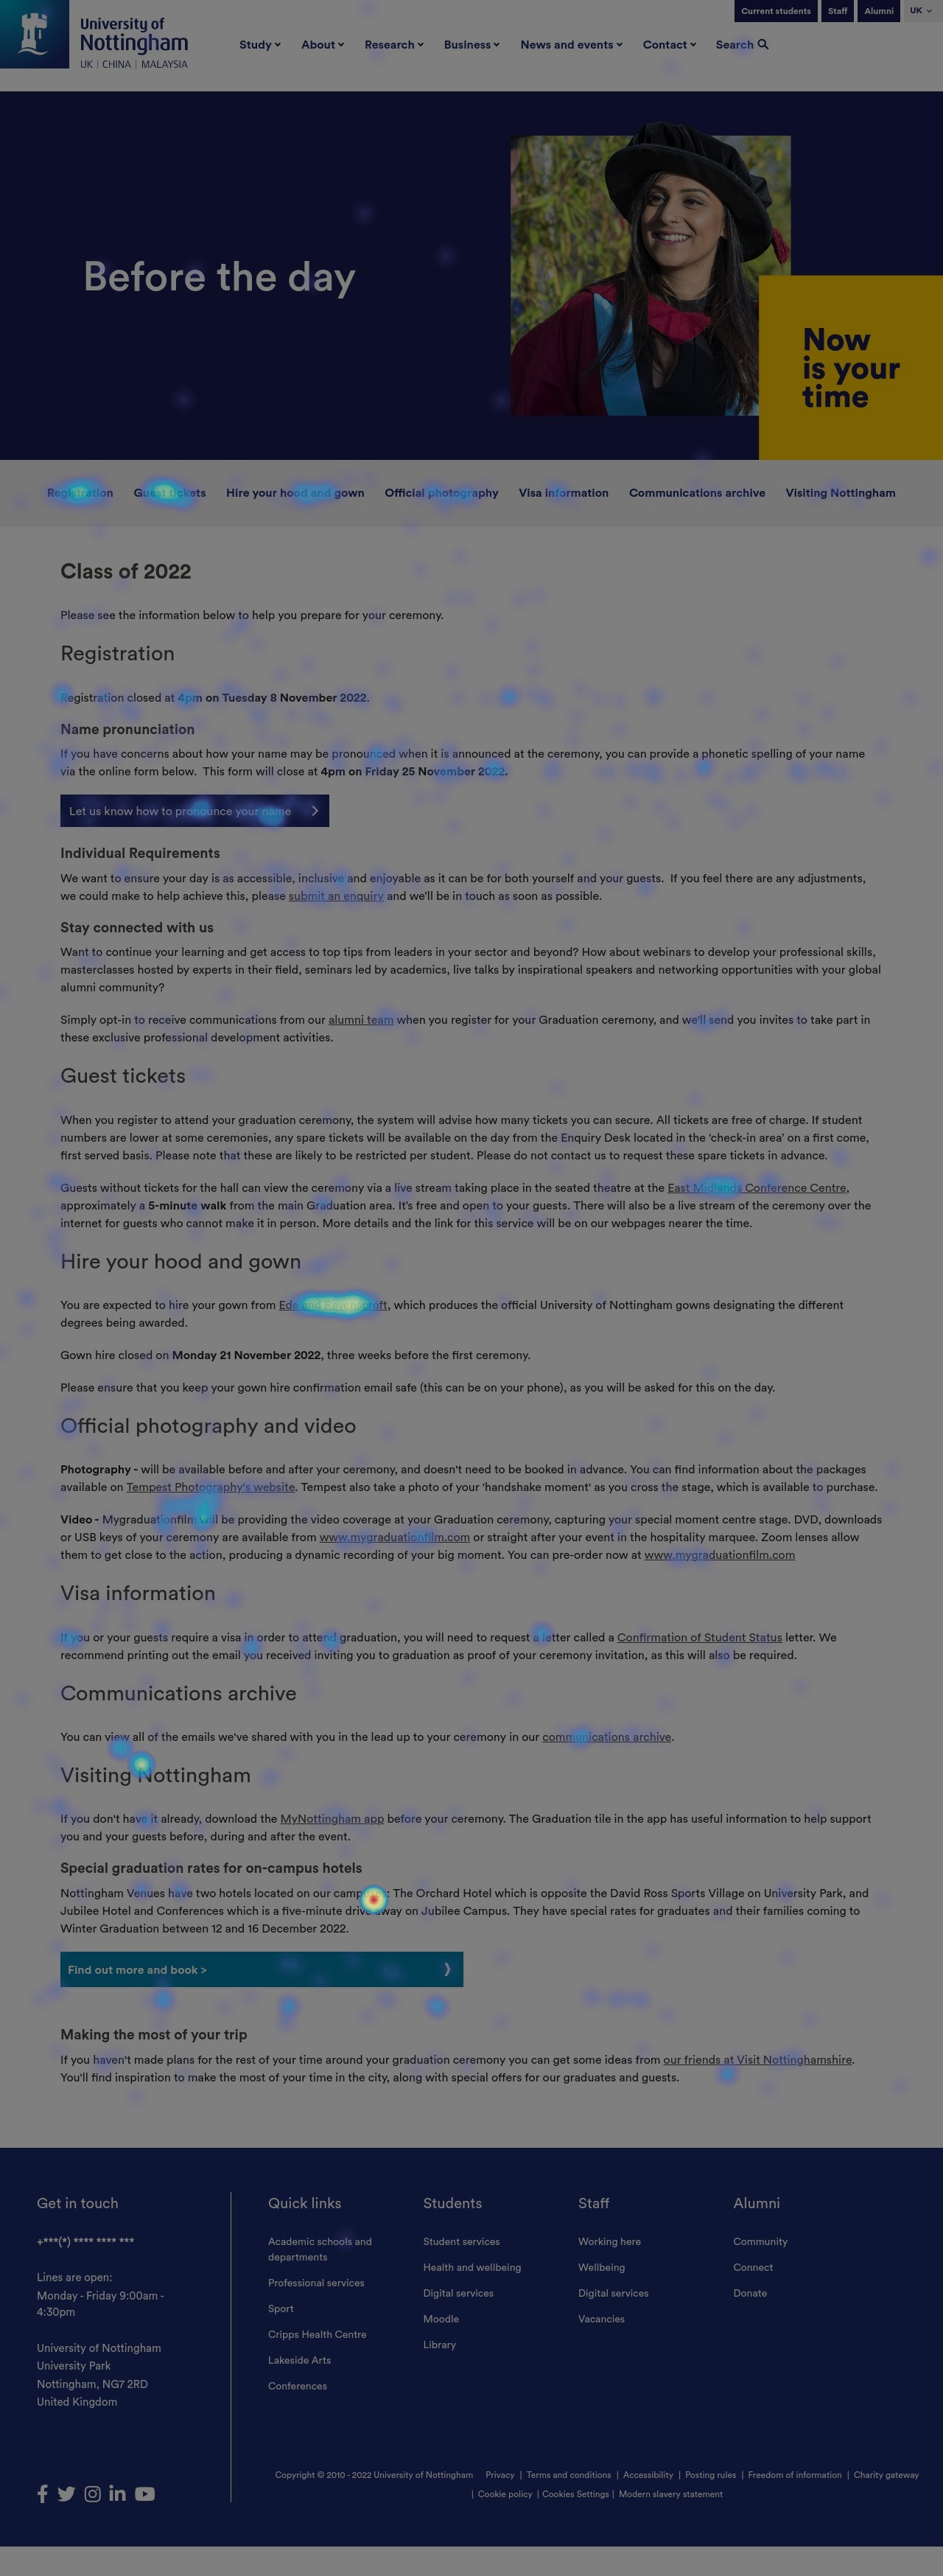 Current students
Staff
Alumni
UK
University of
Nottingham
UK | CHINA | MALAYSIA
Study
About
Research
Business
News and events
Contact
Search
Before the day
Now
is your
time
Registration
Guest tickets
Hire your hood and gown
Official photography
Visa information
Communications archive
Visiting Nottingham
Class of 2022
Please see the information below to help you prepare for your ceremony.
Registration
Registration closed at 4pm on Tuesday 8 November 2022.
Name pronunciation
If you have concerns about how your name may be pronounced when it is announced at the ceremony, you can provide a phonetic spelling of your name
via the online form below.  This form will close at 4pm on Friday 25 November 2022.
Let us know how to pronounce your name
Individual Requirements
We want to ensure your day is as accessible, inclusive and enjoyable as it can be for both yourself and your guests.  If you feel there are any adjustments,
we could make to help achieve this, please submit an enquiry and we'll be in touch as soon as possible.
Stay connected with us
Want to continue your learning and get access to top tips from leaders in your sector and beyond? How about webinars to develop your professional skills,
masterclasses hosted by experts in their field, seminars led by academics, live talks by inspirational speakers and networking opportunities with your global
alumni community?
Simply opt-in to receive communications from our alumni team when you register for your Graduation ceremony, and we'll send you invites to take part in
these exclusive professional development activities.
Guest tickets
When you register to attend your graduation ceremony, the system will advise how many tickets you can secure. All tickets are free of charge. If student
numbers are lower at some ceremonies, any spare tickets will be available on the day from the Enquiry Desk located in the ‘check-in area’ on a first come,
first served basis. Please note that these are likely to be restricted per student. Please do not contact us to request these spare tickets in advance.
Guests without tickets for the hall can view the ceremony via a live stream taking place in the seated theatre at the East Midlands Conference Centre,
approximately a 5-minute walk from the main Graduation area. It’s free and open to your guests. There will also be a live stream of the ceremony over the
internet for guests who cannot make it in person. More details and the link for this service will be on our webpages nearer the time.
Hire your hood and gown
You are expected to hire your gown from Ede and Ravenscroft, which produces the official University of Nottingham gowns designating the different
degrees being awarded.
Gown hire closed on Monday 21 November 2022, three weeks before the first ceremony.
Please ensure that you keep your gown hire confirmation email safe (this can be on your phone), as you will be asked for this on the day.
Official photography and video
Photography - will be available before and after your ceremony, and doesn't need to be booked in advance. You can find information about the packages
available on Tempest Photography's website. Tempest also take a photo of your 'handshake moment' as you cross the stage, which is available to purchase.
Video - Mygraduationfilm will be providing the video coverage at your Graduation ceremony, capturing your special moment centre stage. DVD, downloads
or USB keys of your ceremony are available from www.mygraduationfilm.com or straight after your event in the hospitality marquee. Zoom lenses allow
them to get close to the action, producing a dynamic recording of your big moment. You can pre-order now at www.mygraduationfilm.com
Visa information
If you or your guests require a visa in order to attend graduation, you will need to request a letter called a Confirmation of Student Status letter. We
recommend printing out the email you received inviting you to graduation as proof of your ceremony invitation, as this will also be required.
Communications archive
You can view all of the emails we've shared with you in the lead up to your ceremony in our communications archive.
Visiting Nottingham
If you don't have it already, download the MyNottingham app before your ceremony. The Graduation tile in the app has useful information to help support
you and your guests before, during and after the event.
Special graduation rates for on-campus hotels
Nottingham Venues have two hotels located on our : The Orchard Hotel which is opposite the David Ross Sports Village on University Park, and
Jubilee Hotel and Conferences which is a five-minute drive away on Jubilee Campus. They have special rates for graduates and their families coming to
Winter Graduation between 12 and 16 December 2022.
Find out more and book >
Making the most of your trip
If you haven't made plans for the rest of your time around your graduation ceremony you can get some ideas from our friends at Visit Nottinghamshire.
You'll find inspiration to make the most of your time in the city, along with special offers for our graduates and guests.
Get in touch
+***(*) **** **** ***
Lines are open:
Monday - Friday 9:00am -
4:30pm
University of Nottingham
University Park
Nottingham, NG7 2RD
United Kingdom
Quick links
Academic schools and
departments
Professional services
Sport
Cripps Health Centre
Lakeside Arts
Conferences
Students
Student services
Health and wellbeing
Digital services
Moodle
Library
Staff
Working here
Wellbeing
Digital services
Vacancies
Alumni
Community
Connect
Donate
Copyright © 2010 - 2022 University of Nottingham Privacy | Terms and conditions | Accessibility | Posting rules | Freedom of information | Charity gateway
| Cookie policy | Cookies Settings | Modern slavery statement